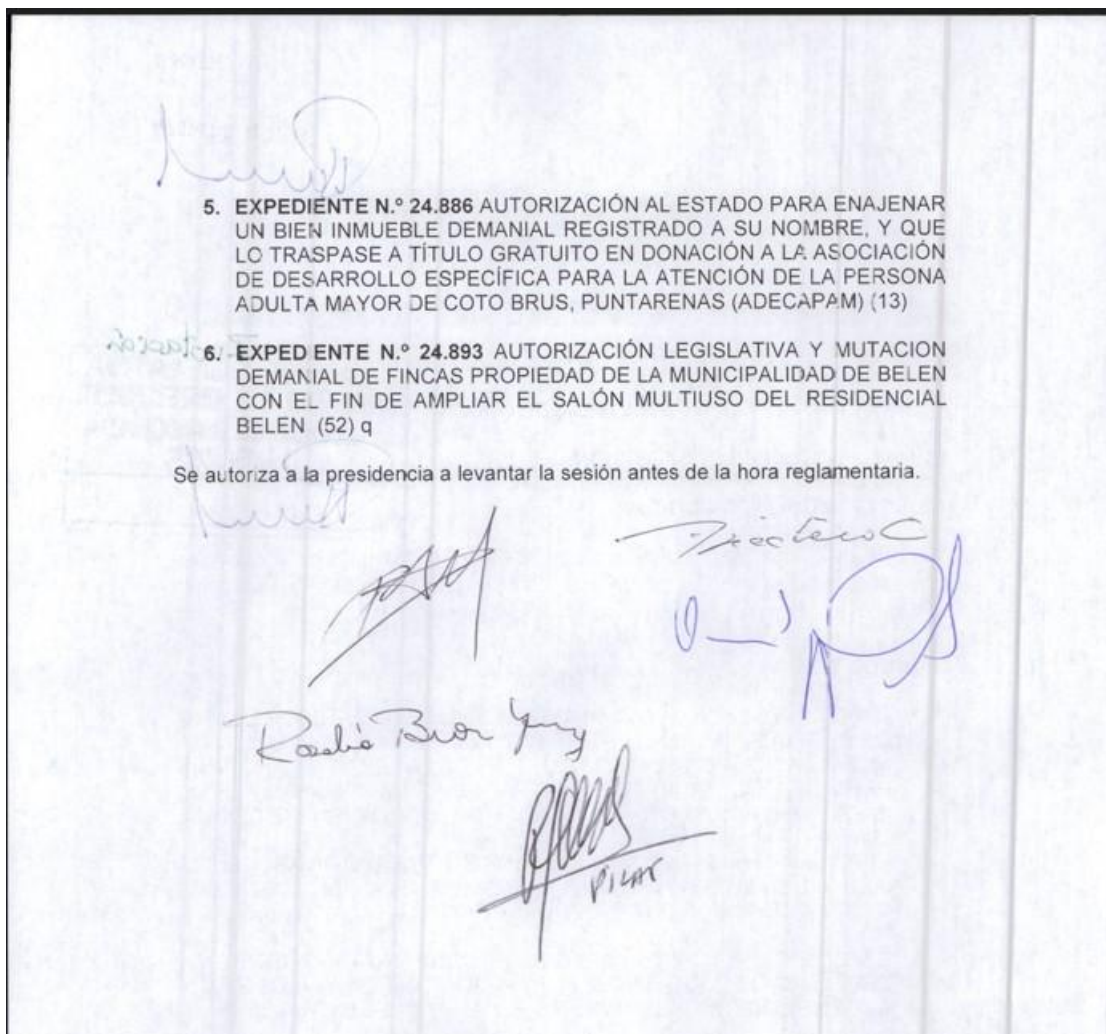 5. EXPEDIENTE N.º 24.886 AUTORIZACIÓN AL ESTADO PARA ENAJENAR
UN BIEN INMUEBLE DEMANIAL REGISTRADO A SU NOMBRE, Y QUE
LO TRASPASE A TÍTULO GRATUITO EN DONACIÓN A LA ASOCIACIÓN
DE DESARROLLO ESPECÍFICA PARA LA ATENCIÓN DE LA PERSONA
ADULTA MAYOR DE COTO BRUS, PUNTARENAS (ADECAPAM) (13)
6. EXPEDIENTE N.º 24.893 AUTORIZACIÓN LEGISLATIVA Y MUTACION
DEMANIAL DE FINCAS PROPIEDAD DE LA MUNICIPALIDAD DE BELEN
CON EL FIN DE AMPLIAR EL SALÓN MULTIUSO DEL RESIDENCIAL
BELEN (52) q
Se autoriza a la presidencia a levantar la sesión antes de la hora reglamentaria.
PILAR